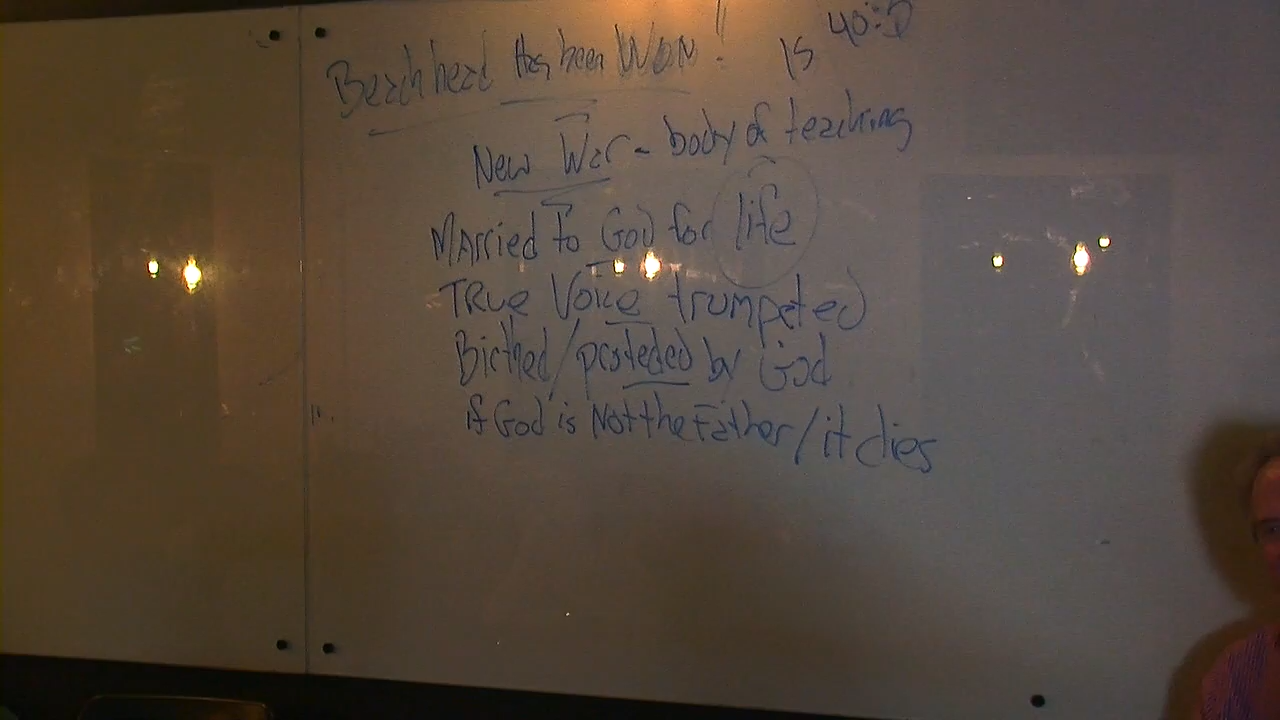 Beachhead Has been WON! Is 40:5
New War - body of teaching
MArried to God for life
TRue Voice trumpeted
Birthed/protected by God
if God is Not the Father/it dies